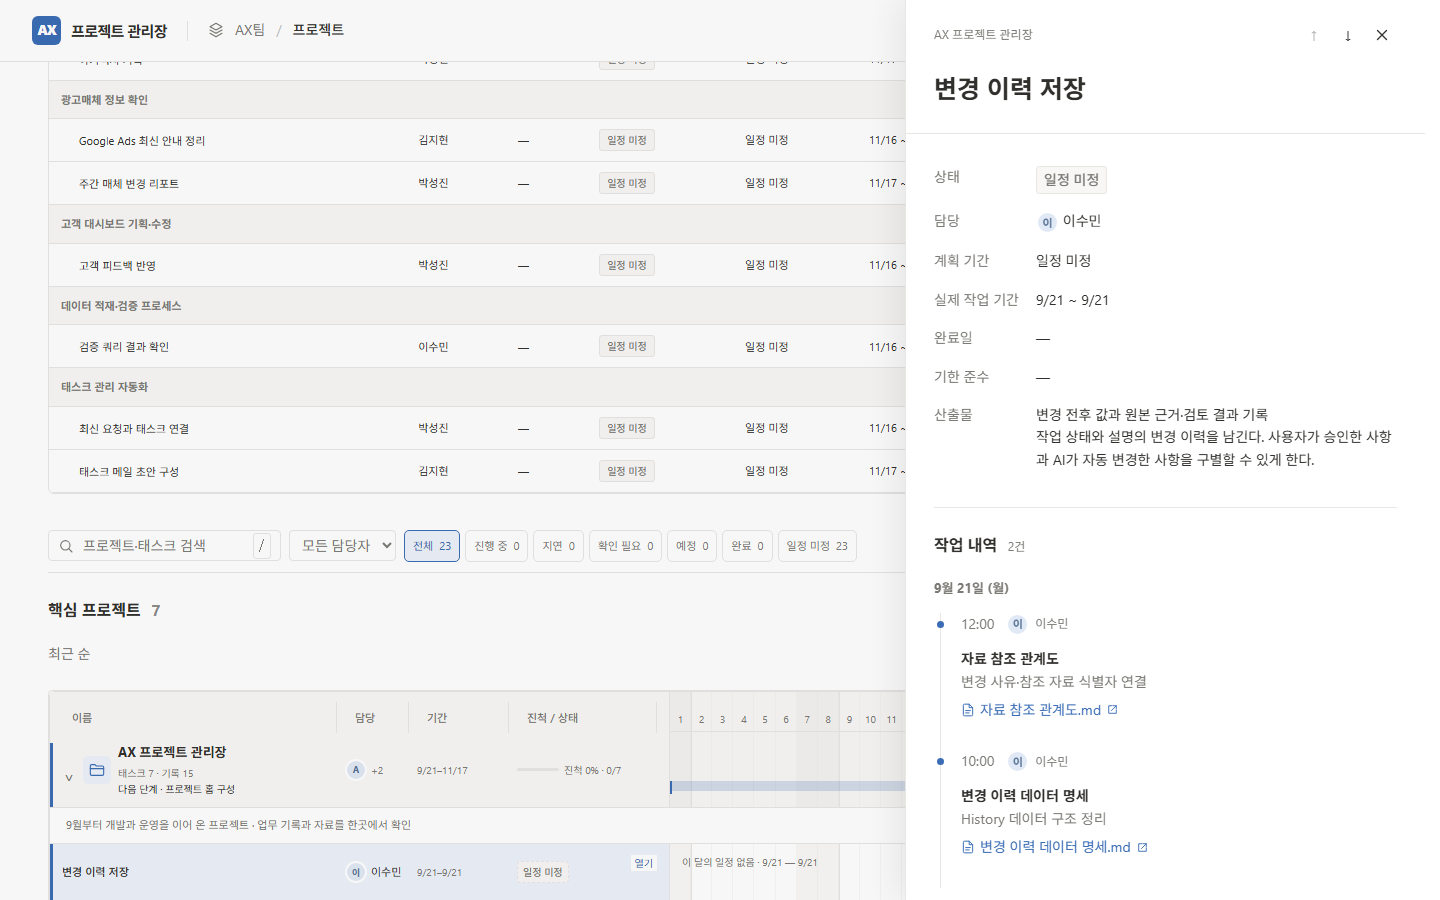 AX 프로젝트 관리장 AX팀 / 프로젝트
광고매체 정보 확인
Google Ads 최신 안내 정리 김지현 — 일정 미정 일정 미정 11/16 ~
주간 매체 변경 리포트 박성진 — 일정 미정 일정 미정 11/17 ~
고객 대시보드 기획·수정
고객 피드백 반영 박성진 — 일정 미정 일정 미정 11/16 ~
데이터 적재·검증 프로세스
검증 쿼리 결과 확인 이수민 — 일정 미정 일정 미정 11/16 ~
태스크 관리 자동화
최신 요청과 태스크 연결 박성진 — 일정 미정 일정 미정 11/16 ~
태스크 메일 초안 구성 김지현 — 일정 미정 일정 미정 11/17 ~
프로젝트·태스크 검색 / 모든 담당자 전체 23 진행 중 0 지연 0 확인 필요 0 예정 0 완료 0 일정 미정 23
핵심 프로젝트 7
최근 순
이름 담당 기간 진척 / 상태 1 2 3 4 5 6 7 8 9 10 11
AX 프로젝트 관리장
태스크 7 · 기록 15 A +2 9/21–11/17 진척 0% · 0/7
다음 단계 · 프로젝트 홈 구성
9월부터 개발과 운영을 이어 온 프로젝트 · 업무 기록과 자료를 한곳에서 확인
변경 이력 저장 이 이수민 9/21–9/21 일정 미정 열기 이 달의 일정 없음 · 9/21 — 9/21
AX 프로젝트 관리장 ↑ ↓ ×
변경 이력 저장
상태 일정 미정
담당 이 이수민
계획 기간 일정 미정
실제 작업 기간 9/21 ~ 9/21
완료일 —
기한 준수 —
산출물 변경 전후 값과 원본 근거·검토 결과 기록
작업 상태와 설명의 변경 이력을 남긴다. 사용자가 승인한 사항
과 AI가 자동 변경한 사항을 구별할 수 있게 한다.
작업 내역 2건
9월 21일 (월)
12:00 이 이수민
자료 참조 관계도
변경 사유·참조 자료 식별자 연결
자료 참조 관계도.md
10:00 이 이수민
변경 이력 데이터 명세
History 데이터 구조 정리
변경 이력 데이터 명세.md